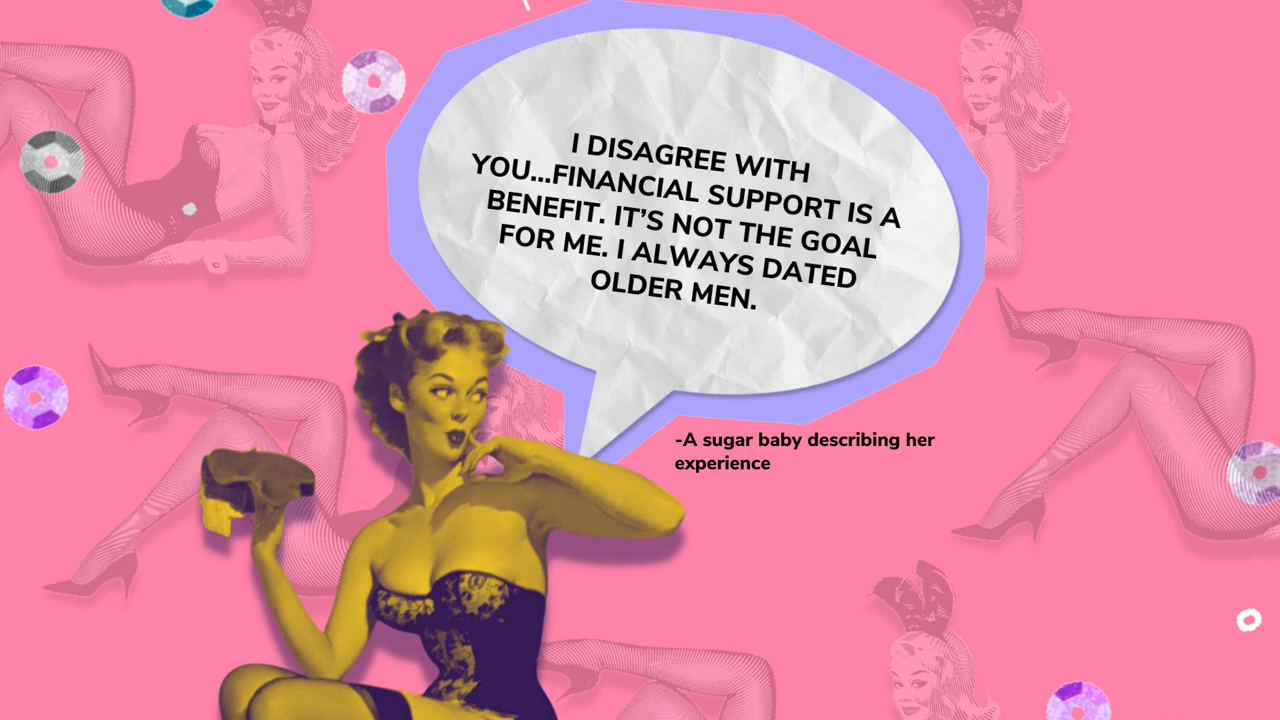 I DISAGREE WITH
YOU...FINANCIAL SUPPORT IS A
BENEFIT. IT’S NOT THE GOAL
FOR ME. I ALWAYS DATED
OLDER MEN.
-A sugar baby describing her
experience